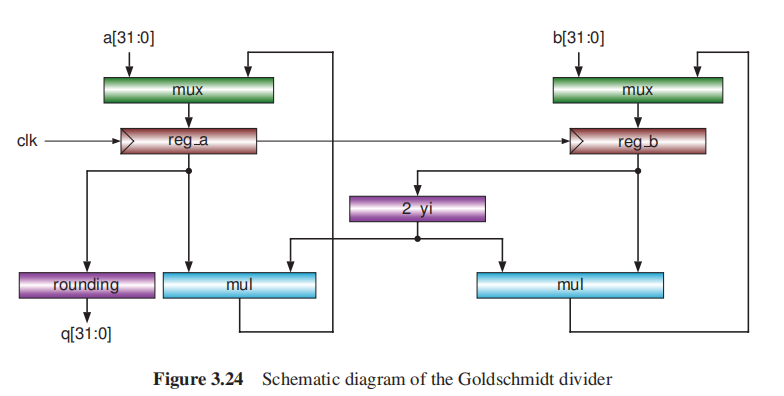 a[31:0] b[31:0]
mux mux
clk reg_a reg_b
2 yi
rounding mul mul
q[31:0]
Figure 3.24 Schematic diagram of the Goldschmidt divider